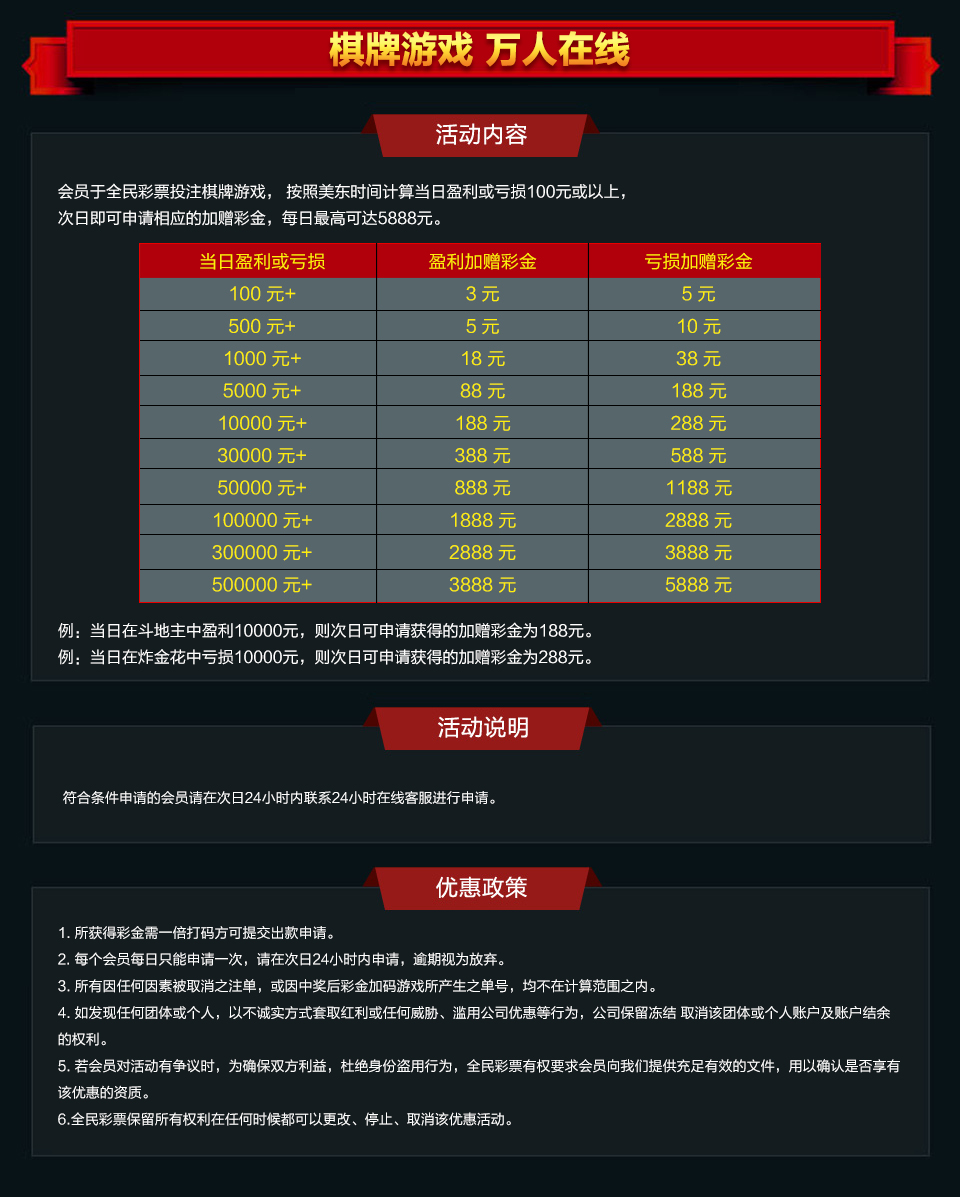 棋牌游戏 万人在线
活动内容
会员于全民彩票投注棋牌游戏， 按照美东时间计算当日盈利或亏损100元或以上，
次日即可申请相应的加赠彩金，每日最高可达5888元。
当日盈利或亏损 盈利加赠彩金 亏损加赠彩金
100 元+ 3 元 5 元
500 元+ 5 元 10 元
1000 元+ 18 元 38 元
5000 元+ 88 元 188 元
10000 元+ 188 元 288 元
30000 元+ 388 元 588 元
50000 元+ 888 元 1188 元
100000 元+ 1888 元 2888 元
300000 元+ 2888 元 3888 元
500000 元+ 3888 元 5888 元
例：当日在斗地主中盈利10000元，则次日可申请获得的加赠彩金为188元。
例：当日在炸金花中亏损10000元，则次日可申请获得的加赠彩金为288元。
活动说明
符合条件申请的会员请在次日24小时内联系24小时在线客服进行申请。
优惠政策
1. 所获得彩金需一倍打码方可提交出款申请。
2. 每个会员每日只能申请一次，请在次日24小时内申请，逾期视为放弃。
3. 所有因任何因素被取消之注单，或因中奖后彩金加码游戏所产生之单号，均不在计算范围之内。
4. 如发现任何团体或个人，以不诚实方式套取红利或任何威胁、滥用公司优惠等行为，公司保留冻结 取消该团体或个人账户及账户结余
的权利。
5. 若会员对活动有争议时，为确保双方利益，杜绝身份盗用行为，全民彩票有权要求会员向我们提供充足有效的文件，用以确认是否享有
该优惠的资质。
6.全民彩票保留所有权利在任何时候都可以更改、停止、取消该优惠活动。